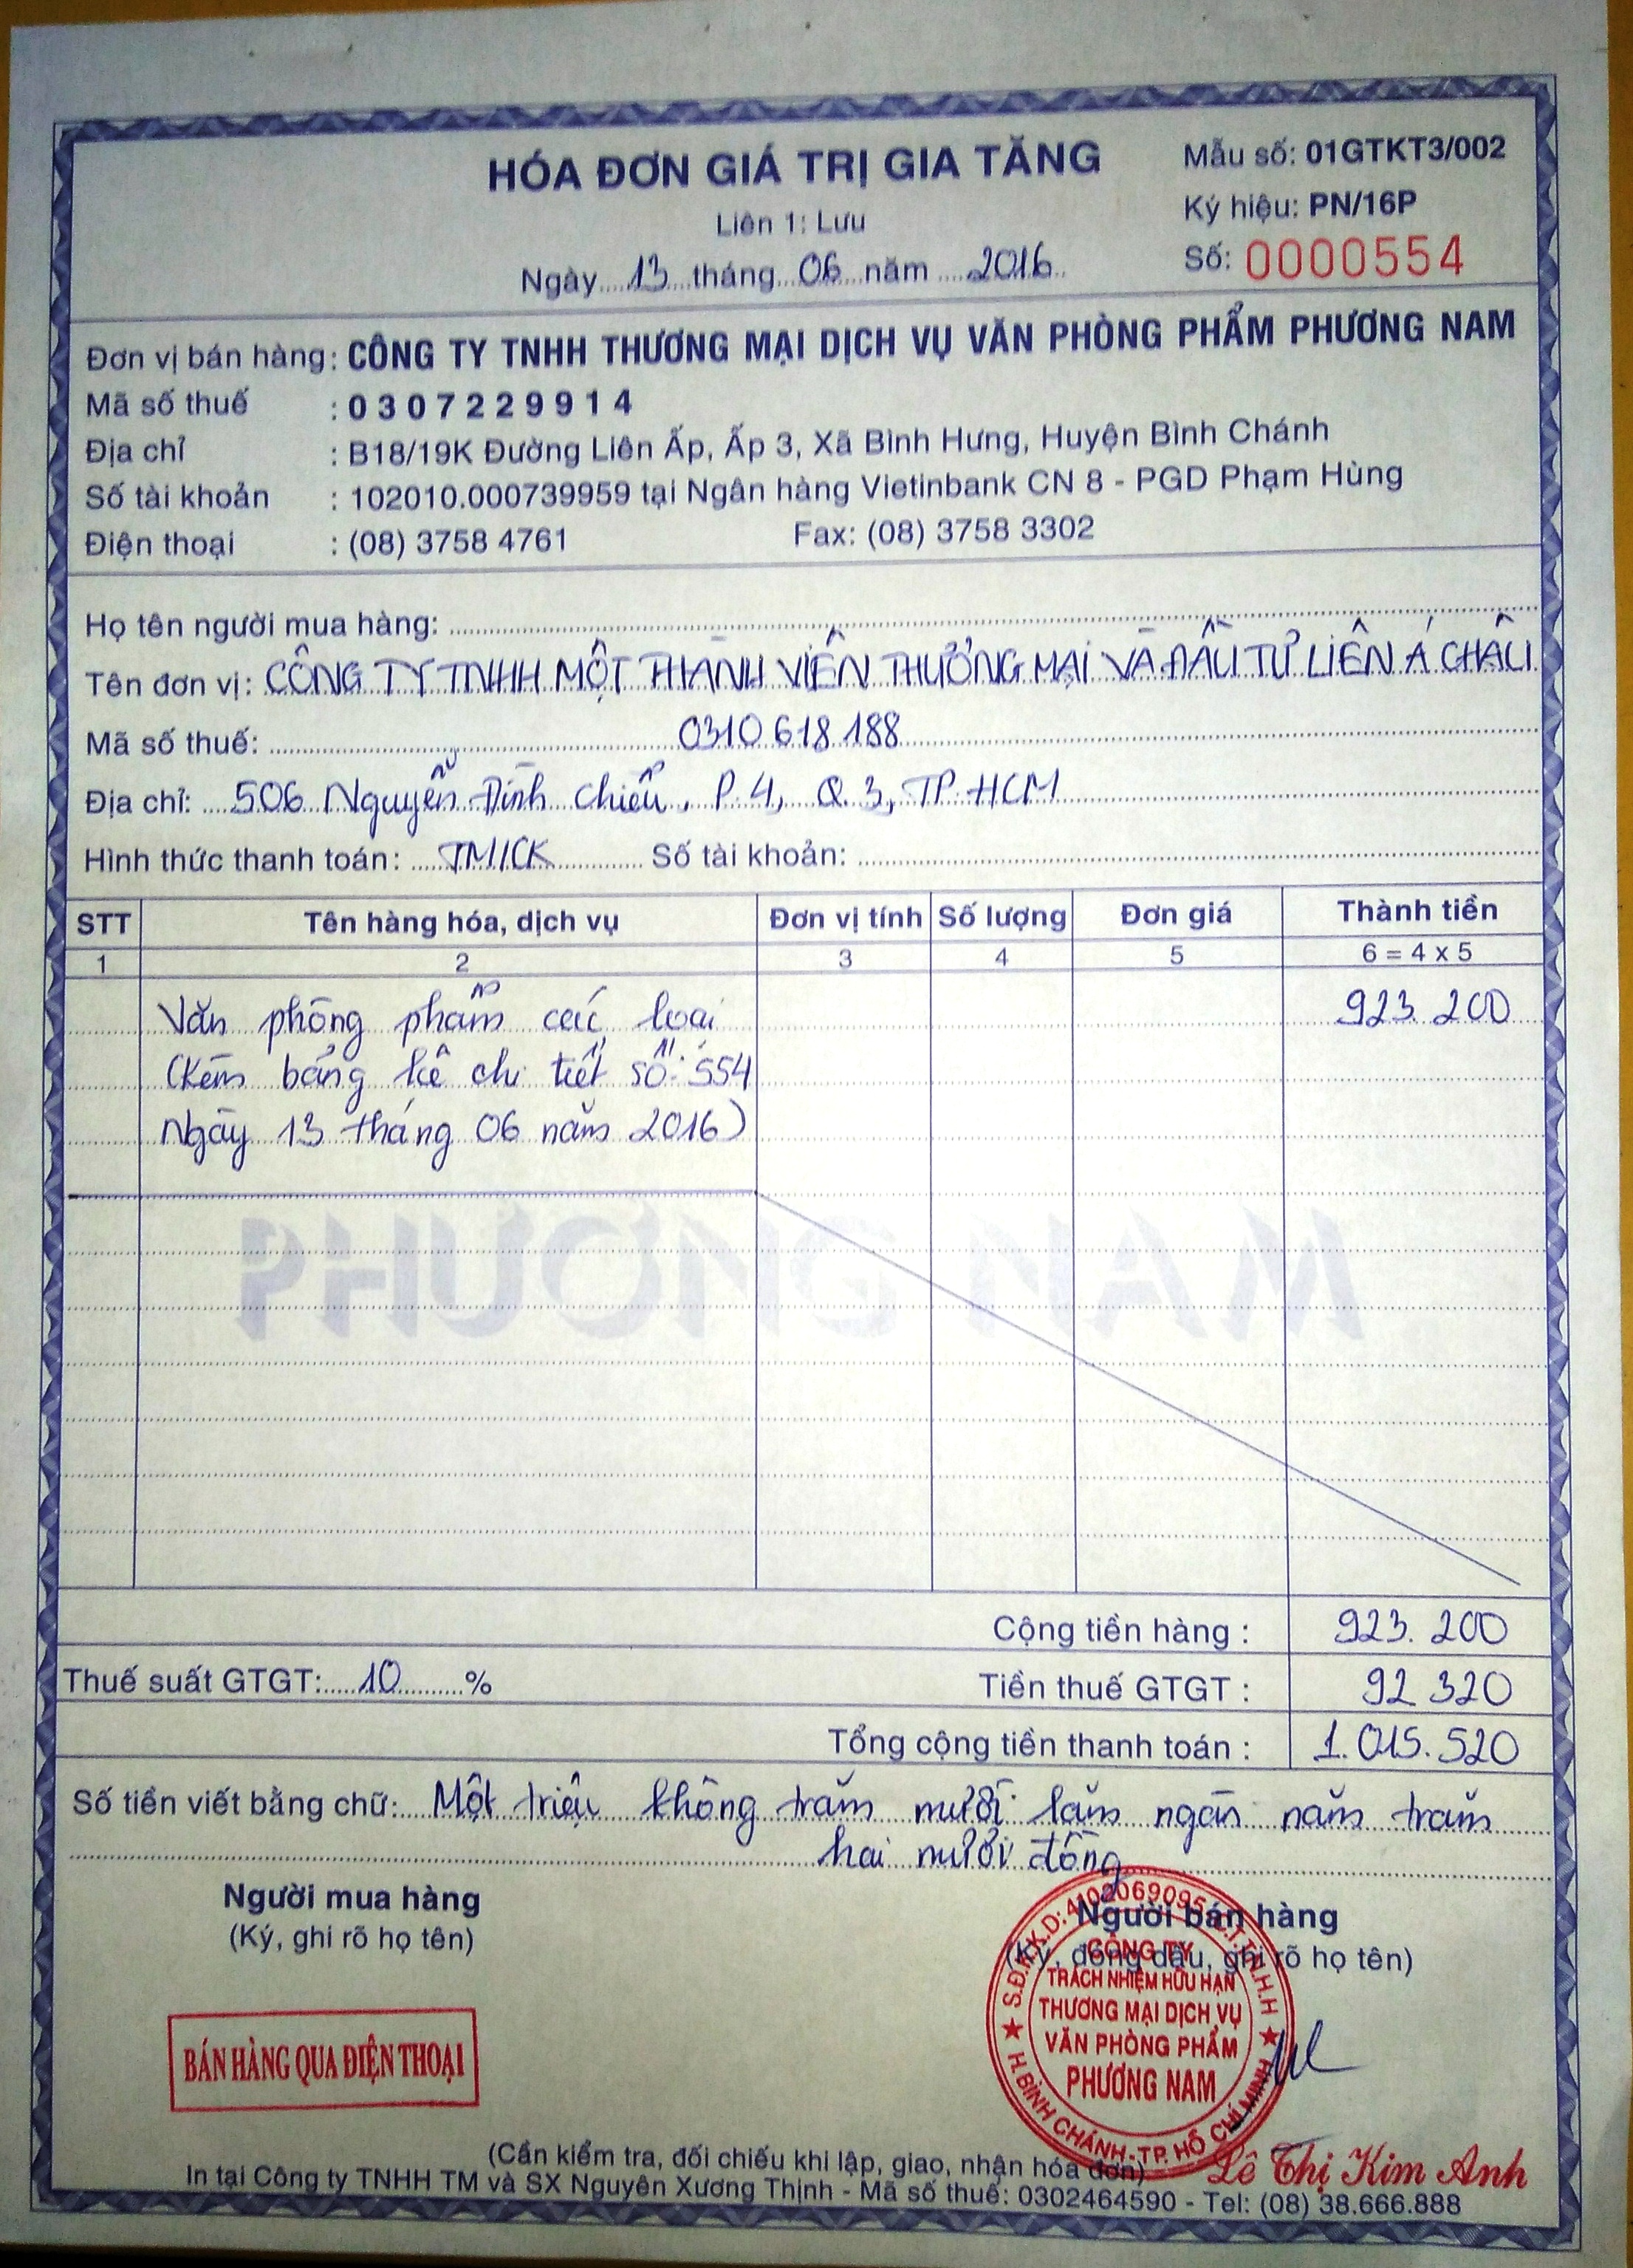 HÓA ĐƠN GIÁ TRỊ GIA TĂNG
Liên 1: Lưu
Ngày 13 tháng 06 năm 2016
Mẫu số: 01GTKT3/002
Ký hiệu: PN/16P
Số: 0000554
Đơn vị bán hàng: CÔNG TY TNHH THƯƠNG MẠI DỊCH VỤ VĂN PHÒNG PHẨM PHƯƠNG NAM
Mã số thuế : 0307229914
Địa chỉ : B18/19K Đường Liên Ấp, Ấp 3, Xã Bình Hưng, Huyện Bình Chánh
Số tài khoản : 102010.000739959 tại Ngân hàng Vietinbank CN 8 - PGD Phạm Hùng
Điện thoại : (08) 3758 4761 Fax: (08) 3758 3302
Họ tên người mua hàng:
Tên đơn vị: CÔNG TY TNHH MỘT THÀNH VIÊN THƯƠNG MẠI VÀ ĐẦU TƯ LIÊN Á CHÂU
Mã số thuế: 0310618188
Địa chỉ: 506 Nguyễn Đình Chiểu, P.4, Q.3, TP.HCM
Hình thức thanh toán: TM/CK Số tài khoản:
STT Tên hàng hóa, dịch vụ Đơn vị tính Số lượng Đơn giá Thành tiền
1 2 3 4 5 6 = 4 x 5
Văn phòng phẩm các loại 923.200
(Kèm bảng kê chi tiết số: 554
Ngày 13 tháng 06 năm 2016)
PHƯƠNG NAM
Cộng tiền hàng : 923.200
Thuế suất GTGT: 10 % Tiền thuế GTGT : 92.320
Tổng cộng tiền thanh toán : 1.015.520
Số tiền viết bằng chữ: Một triệu không trăm mười lăm ngàn năm trăm
hai mươi đồng
Người mua hàng
(Ký, ghi rõ họ tên)
Người bán hàng
(Ký, đóng dấu, ghi rõ họ tên)
BÁN HÀNG QUA ĐIỆN THOẠI
S.Đ.K.K.D: 4102069095 - C.T.T.N.H.H
CÔNG TY
TRÁCH NHIỆM HỮU HẠN
THƯƠNG MẠI DỊCH VỤ
VĂN PHÒNG PHẨM
PHƯƠNG NAM
H.BÌNH CHÁNH-TP. HỒ CHÍ MINH
Lê Thị Kim Anh
(Cần kiểm tra, đối chiếu khi lập, giao, nhận hóa đơn)
In tại Công ty TNHH TM và SX Nguyên Xương Thịnh - Mã số thuế: 0302464590 - Tel: (08) 38.666.888